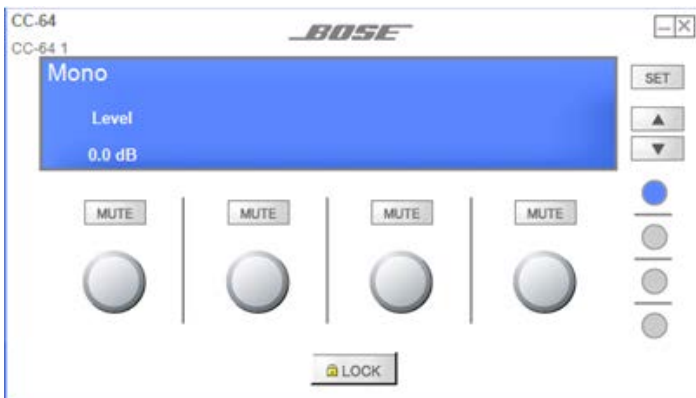 CC-64
BOSE
CC-64 1
Mono
SET
Level
0.0 dB
MUTE MUTE MUTE MUTE
LOCK